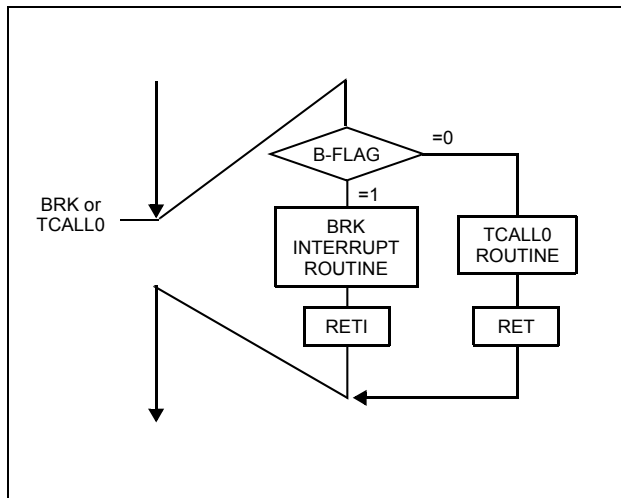 B-FLAG
=0
=1
BRK or
TCALL0
BRK
INTERRUPT
ROUTINE
TCALL0
ROUTINE
RETI
RET